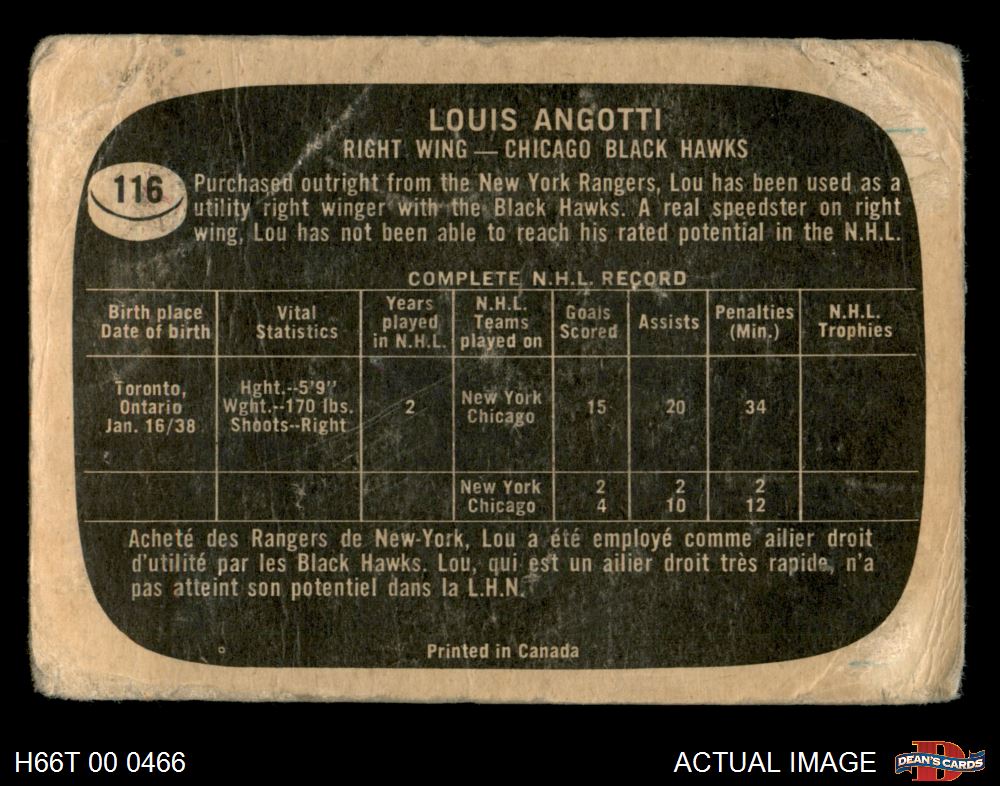 LOUIS ANGOTTI
RIGHT WING — CHICAGO BLACK HAWKS
116
Purchased outright from the New York Rangers, Lou has been used as a
utility right winger with the Black Hawks. A real speedster on right
wing, Lou has not been able to reach his rated potential in the N.H.L.
COMPLETE N.H.L. RECORD
Birth place
Date of birth
Vital
Statistics
Years
played
in N.H.L.
N.H.L.
Teams
played on
Goals
Scored
Assists
Penalties
(Min.)
N.H.L.
Trophies
Toronto,
Ontario
Jan. 16/38
Hght.--5'9''
Wght.--170 lbs.
Shoots--Right
2
New York
Chicago
15
20
34
New York 2 2 2
Chicago 4 10 12
Acheté des Rangers de New-York, Lou a été employé comme ailier droit
d'utilité par les Black Hawks. Lou, qui est un ailier droit très rapide, n'a
pas atteint son potentiel dans la L.H.N.
Printed in Canada
H66T 00 0466
ACTUAL IMAGE
D
DEAN'S CARDS